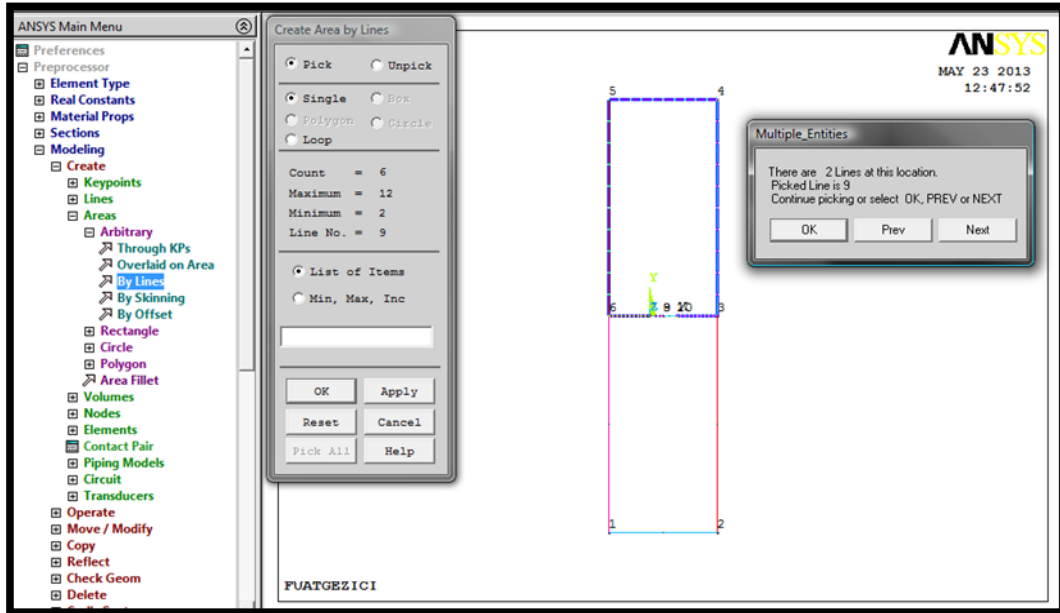 ANSYS Main Menu
Preferences
Preprocessor
Element Type
Real Constants
Material Props
Sections
Modeling
Create
Keypoints
Lines
Areas
Arbitrary
Through KPs
Overlaid on Area
By Lines
By Skinning
By Offset
Rectangle
Circle
Polygon
Area Fillet
Volumes
Nodes
Elements
Contact Pair
Piping Models
Circuit
Transducers
Operate
Move / Modify
Copy
Reflect
Check Geom
Delete
Create Area by Lines
Pick Unpick
Single Box
Polygon Circle
Loop
Count = 6
Maximum = 12
Minimum = 2
Line No. = 9
List of Items
Min, Max, Inc
OK Apply
Reset Cancel
Pick All Help
ANSYS
MAY 23 2013
12:47:52
5 4
Y
6 Z 9 3
1 2
FUATGEZICI
Multiple_Entities
There are 2 Lines at this location.
Picked Line is 9
Continue picking or select OK, PREV or NEXT
OK Prev Next